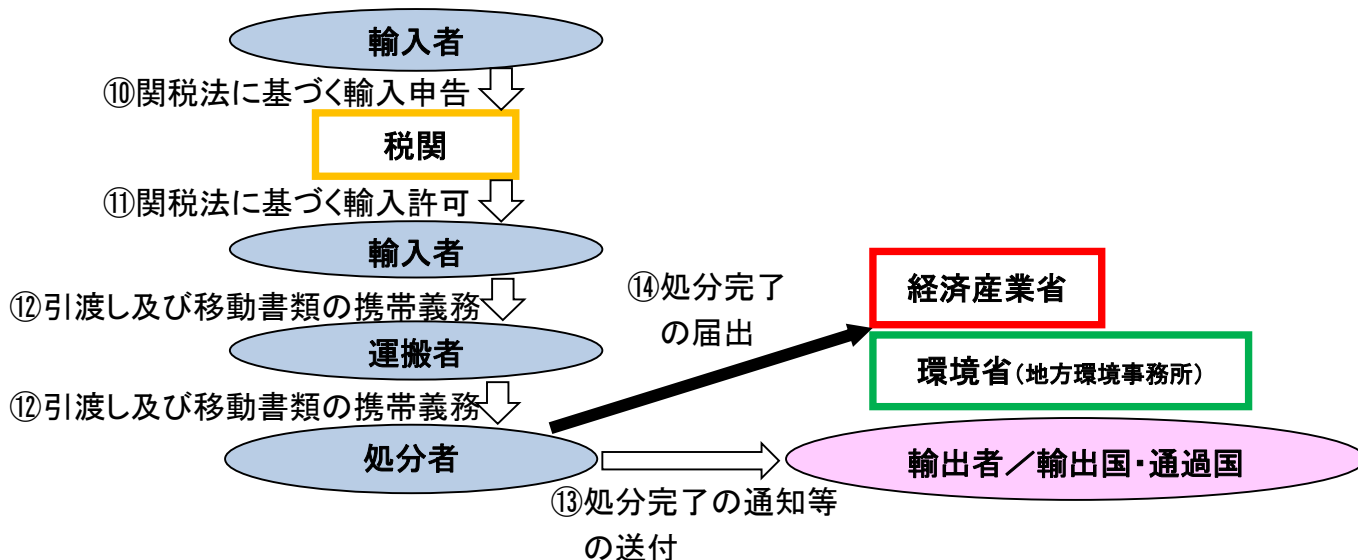 輸入者
⑩関税法に基づく輸入申告
税関
⑪関税法に基づく輸入許可
輸入者
⑫引渡し及び移動書類の携帯義務
運搬者
⑫引渡し及び移動書類の携帯義務
処分者
⑭処分完了
の届出
経済産業省
環境省(地方環境事務所)
輸出者/輸出国・通過国
⑬処分完了の通知等
の送付